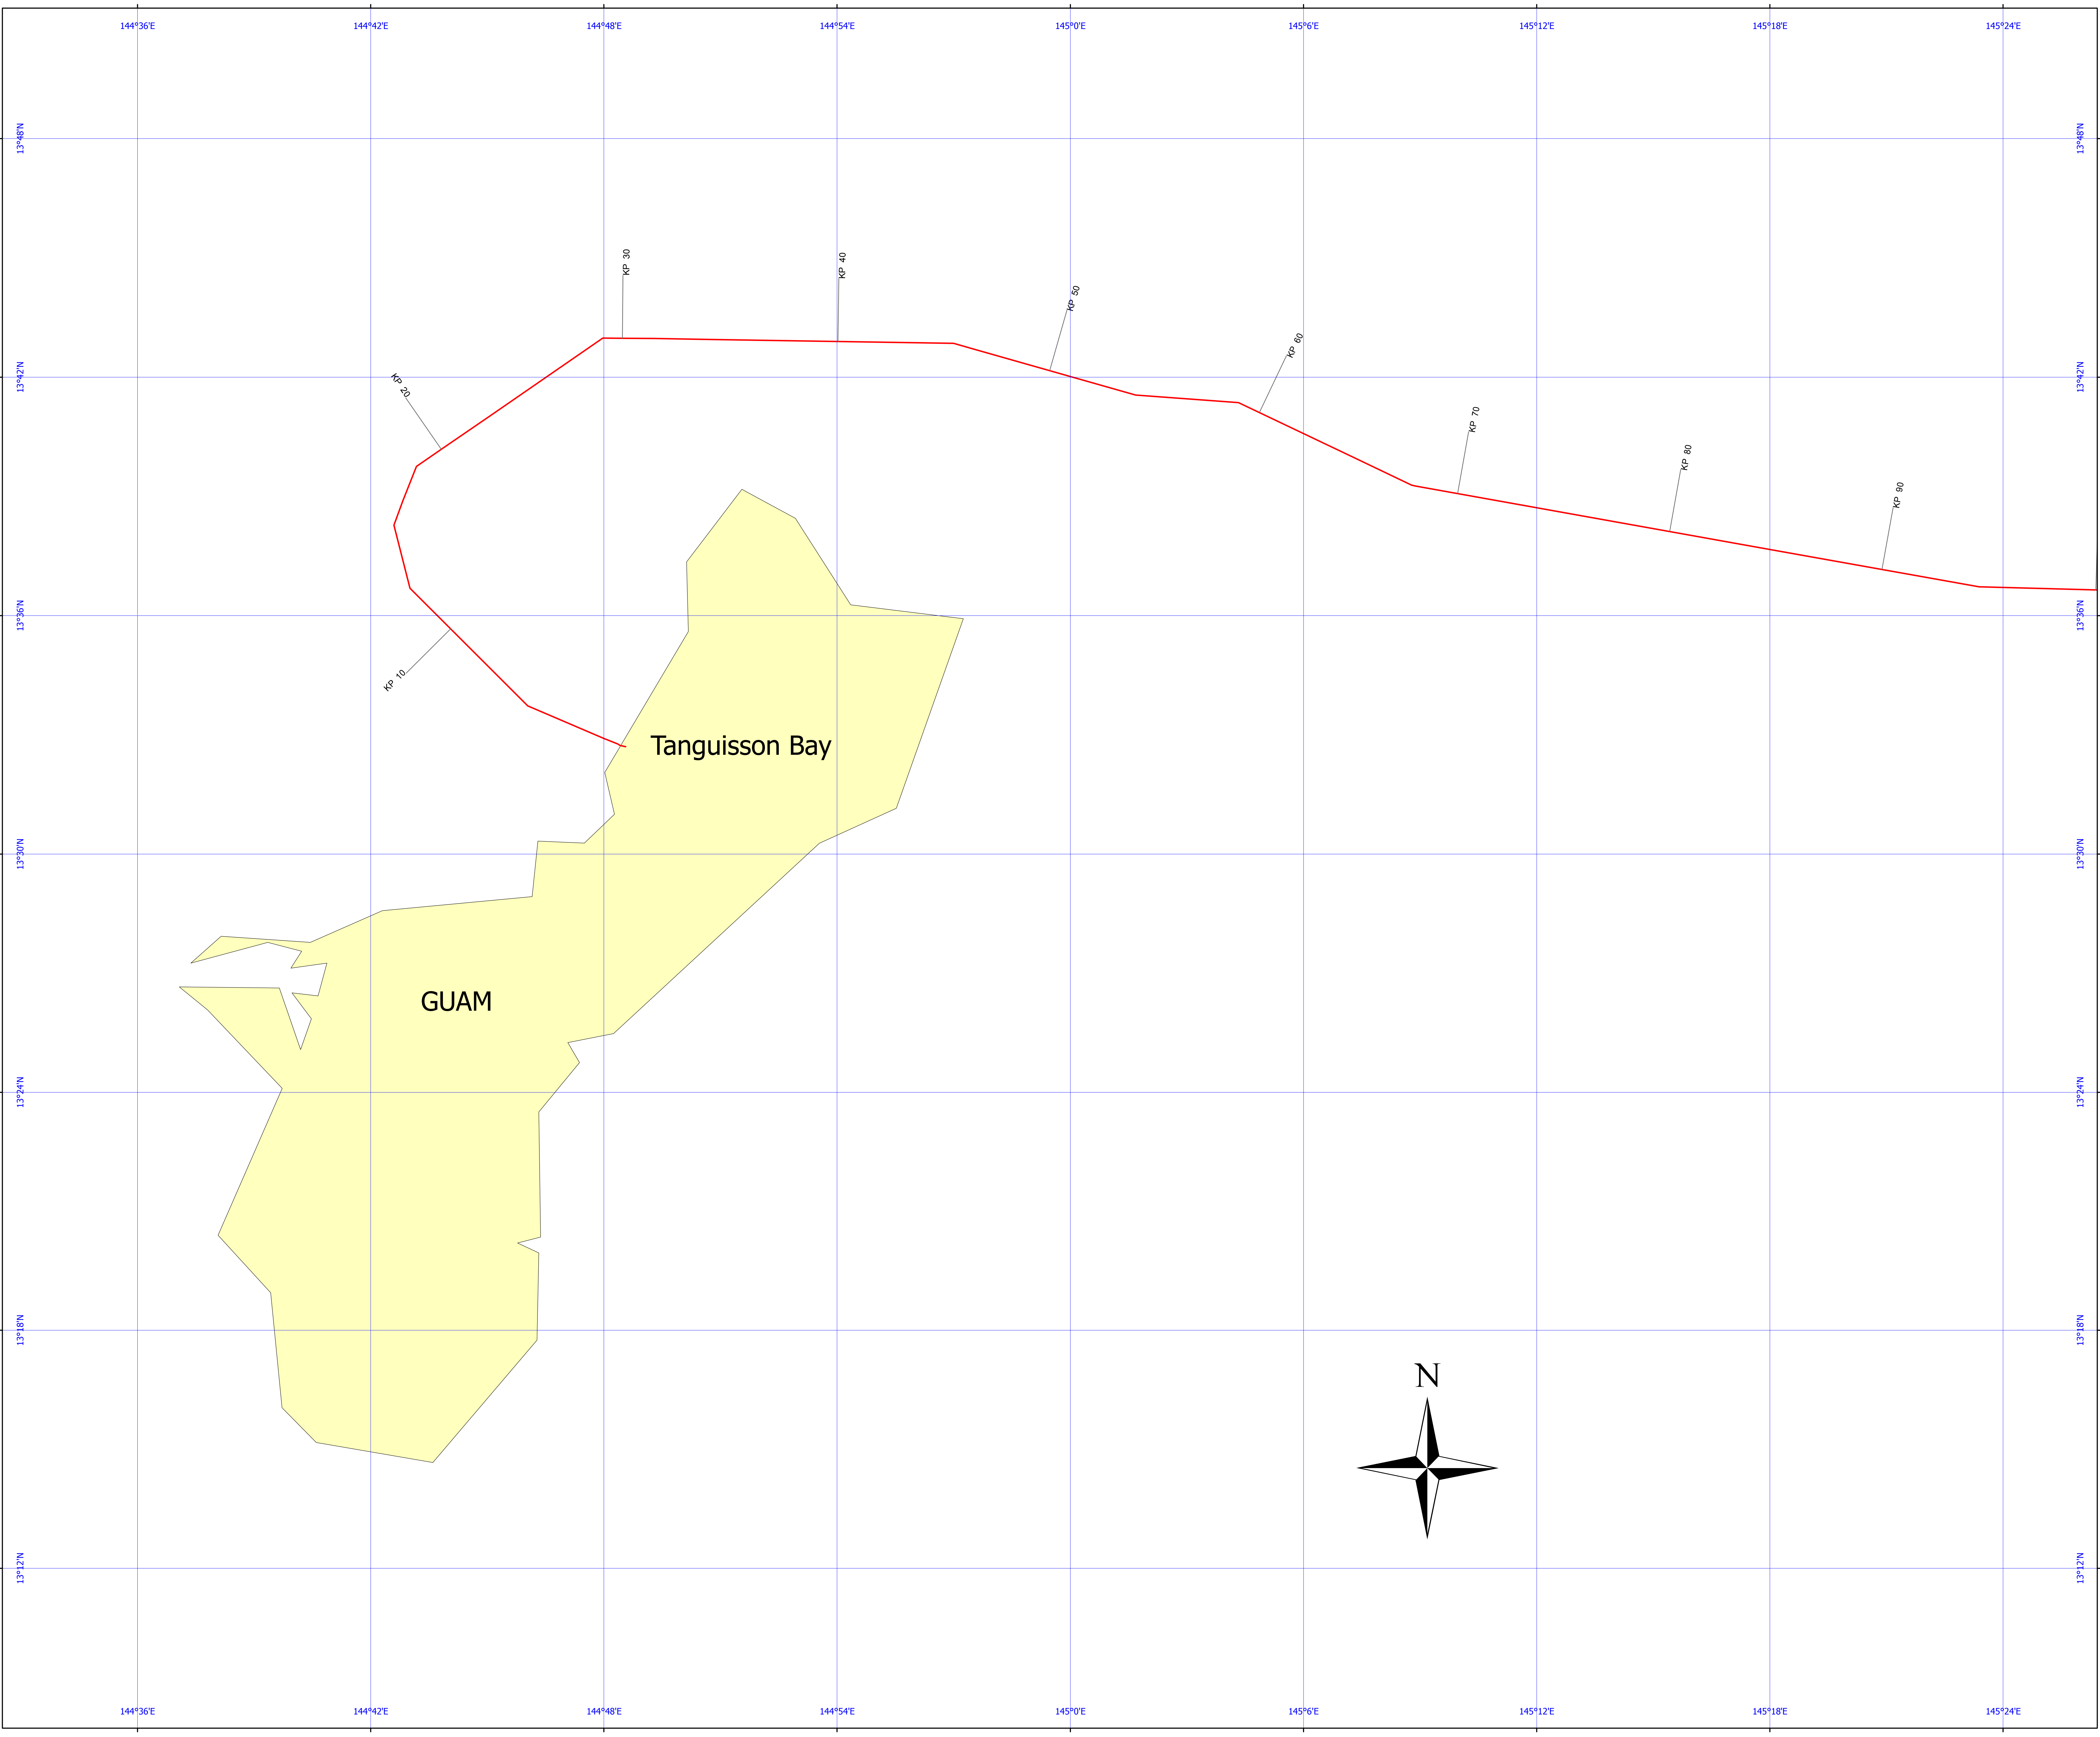 144°36'E 144°42'E 144°48'E 144°54'E 145°0'E 145°6'E 145°12'E 145°18'E 145°24'E
13°48'N 13°48'N
KP 30
KP 40
KP 50
KP 60
13°42'N 13°42'N
KP 20
KP 70
KP 80
KP 90
13°36'N 13°36'N
KP 10
Tanguisson Bay
13°30'N 13°30'N
GUAM
13°24'N 13°24'N
13°18'N 13°18'N
N
13°12'N 13°12'N
144°36'E 144°42'E 144°48'E 144°54'E 145°0'E 145°6'E 145°12'E 145°18'E 145°24'E